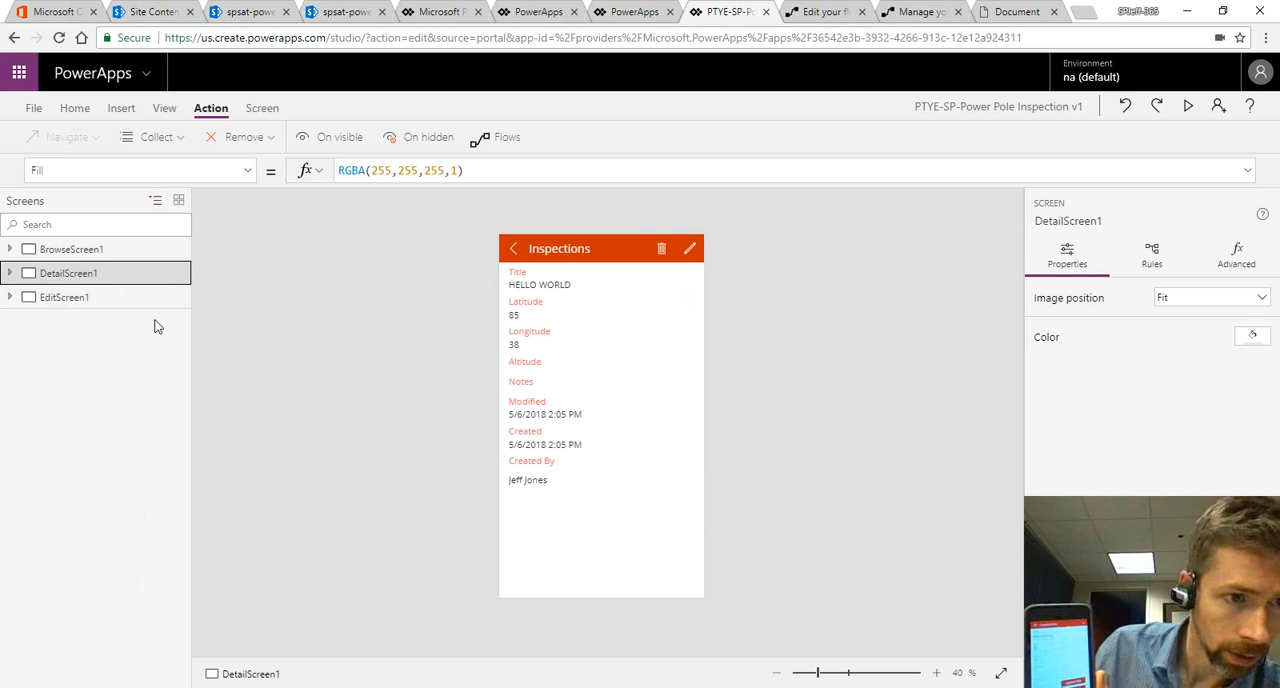 Microsoft
Site Conten
spsat-powe
spsat-powe
Microsoft P
PowerApps
PowerApps
PTYE-SP-Po
Edit your fl
Manage yo
Document
SPJeff-365
Secure
https://us.create.powerapps.com/studio/?action=edit&source=portal&app-id=%2Fproviders%2FMicrosoft.PowerApps%2Fapps%2F36542e3b-3932-4266-913c-12e12a924311
PowerApps
Environment
na (default)
File
Home
Insert
View
Action
Screen
PTYE-SP-Power Pole Inspection v1
Navigate
Collect
Remove
On visible
On hidden
Flows
Fill
=
fx
RGBA(255,255,255,1)
Screens
Search
BrowseScreen1
DetailScreen1
EditScreen1
Inspections
Title
HELLO WORLD
Latitude
85
Longitude
38
Altitude
Notes
Modified
5/6/2018 2:05 PM
Created
5/6/2018 2:05 PM
Created By
Jeff Jones
SCREEN
DetailScreen1
Properties
Rules
fx
Advanced
Image position
Fit
Color
DetailScreen1
40 %